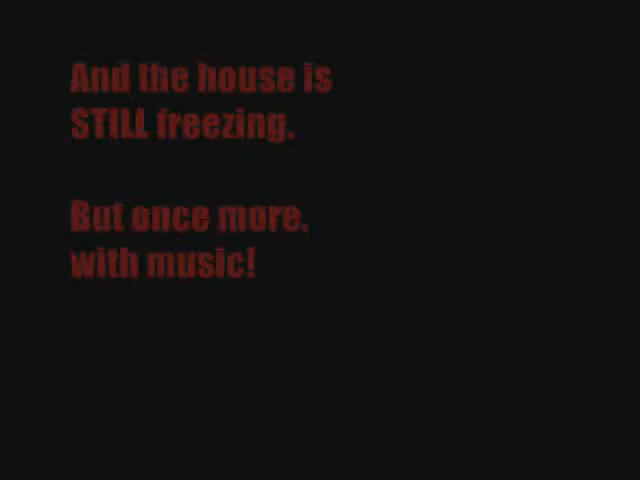 And the house is
STILL freezing.
But once more.
with music!